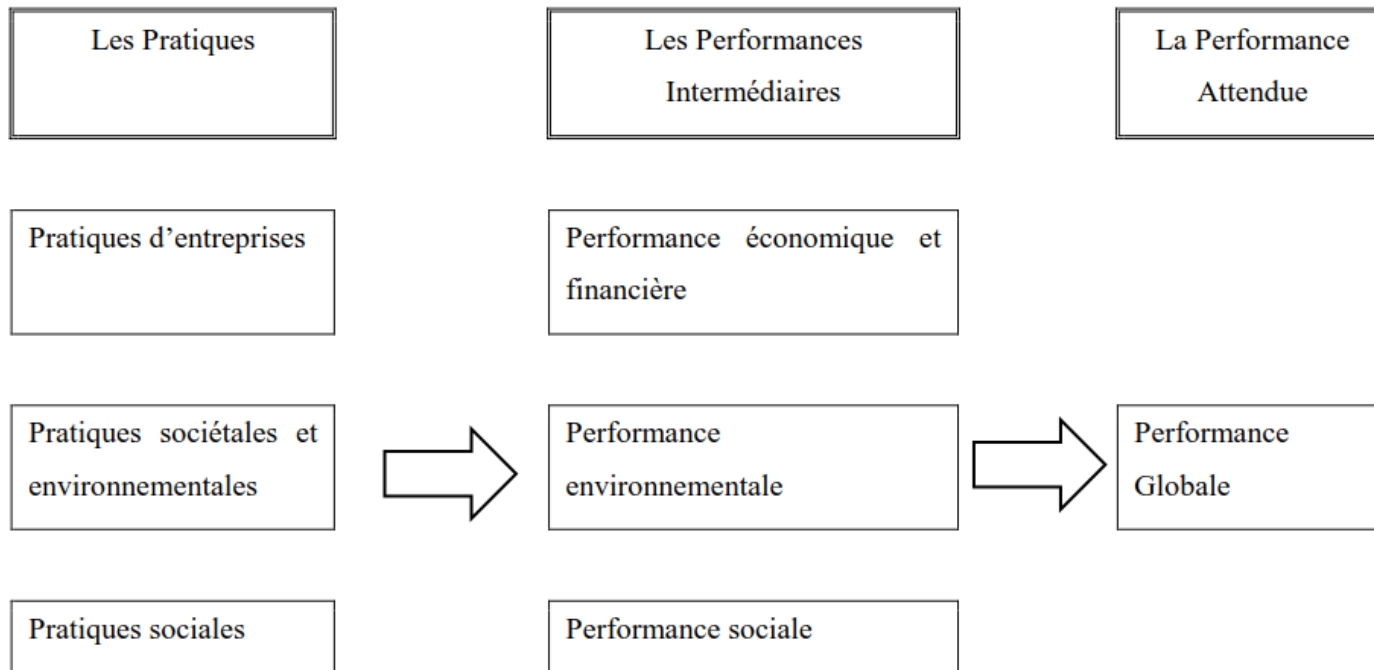 Les Pratiques
Les Performances
Intermédiaires
La Performance
Attendue
Pratiques d’entreprises
Performance économique et
financière
Pratiques sociétales et
environnementales
Performance
environnementale
Performance
Globale
Pratiques sociales
Performance sociale